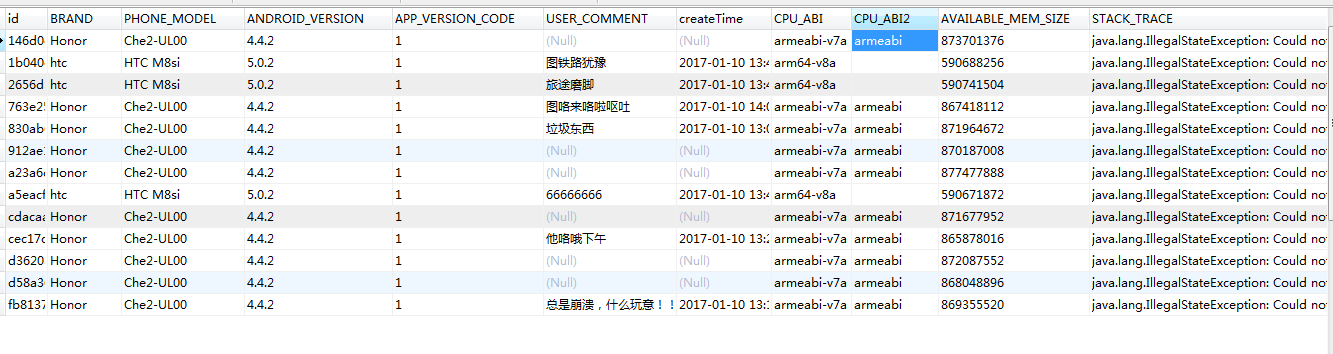 id BRAND PHONE_MODEL ANDROID_VERSION APP_VERSION_CODE USER_COMMENT createTime CPU_ABI CPU_ABI2 AVAILABLE_MEM_SIZE STACK_TRACE
146d0 Honor Che2-UL00 4.4.2 1 (Null) (Null) armeabi-v7a armeabi 873701376 java.lang.IllegalStateException: Could no
1b040 htc HTC M8si 5.0.2 1 图铁路犹豫 2017-01-10 13:4 arm64-v8a 590688256 java.lang.IllegalStateException: Could no
2656d htc HTC M8si 5.0.2 1 旅途磨脚 2017-01-10 13:4 arm64-v8a 590741504 java.lang.IllegalStateException: Could no
763e25 Honor Che2-UL00 4.4.2 1 图咯来咯啦呕吐 2017-01-10 14:0 armeabi-v7a armeabi 867418112 java.lang.IllegalStateException: Could no
830ab Honor Che2-UL00 4.4.2 1 垃圾东西 2017-01-10 13:0 armeabi-v7a armeabi 871964672 java.lang.IllegalStateException: Could no
912ae Honor Che2-UL00 4.4.2 1 (Null) (Null) armeabi-v7a armeabi 870187008 java.lang.IllegalStateException: Could no
a23a6 Honor Che2-UL00 4.4.2 1 (Null) (Null) armeabi-v7a armeabi 877477888 java.lang.IllegalStateException: Could no
a5eacf htc HTC M8si 5.0.2 1 66666666 2017-01-10 13:4 arm64-v8a 590671872 java.lang.IllegalStateException: Could no
cdacaa Honor Che2-UL00 4.4.2 1 (Null) (Null) armeabi-v7a armeabi 871677952 java.lang.IllegalStateException: Could no
cec17c Honor Che2-UL00 4.4.2 1 他咯哦下午 2017-01-10 13:2 armeabi-v7a armeabi 865878016 java.lang.IllegalStateException: Could no
d3620 Honor Che2-UL00 4.4.2 1 (Null) (Null) armeabi-v7a armeabi 872087552 java.lang.IllegalStateException: Could no
d58a3 Honor Che2-UL00 4.4.2 1 (Null) (Null) armeabi-v7a armeabi 868048896 java.lang.IllegalStateException: Could no
fb8137 Honor Che2-UL00 4.4.2 1 总是崩溃，什么玩意！！ 2017-01-10 13:1 armeabi-v7a armeabi 869355520 java.lang.IllegalStateException: Could no